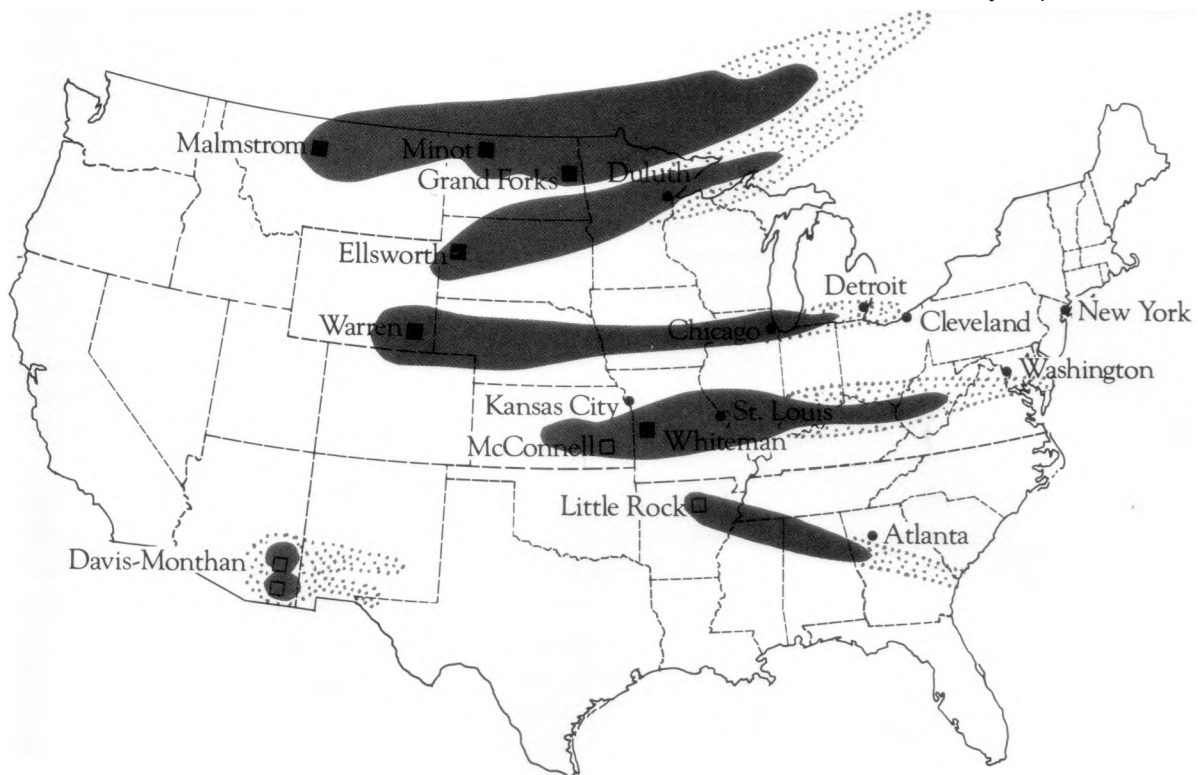 Malmstrom
Minot
Grand Forks
Duluth
Ellsworth
Detroit
Warren
Chicago
Cleveland
New York
Washington
Kansas City
St. Louis
McConnell
Whiteman
Little Rock
Atlanta
Davis-Monthan